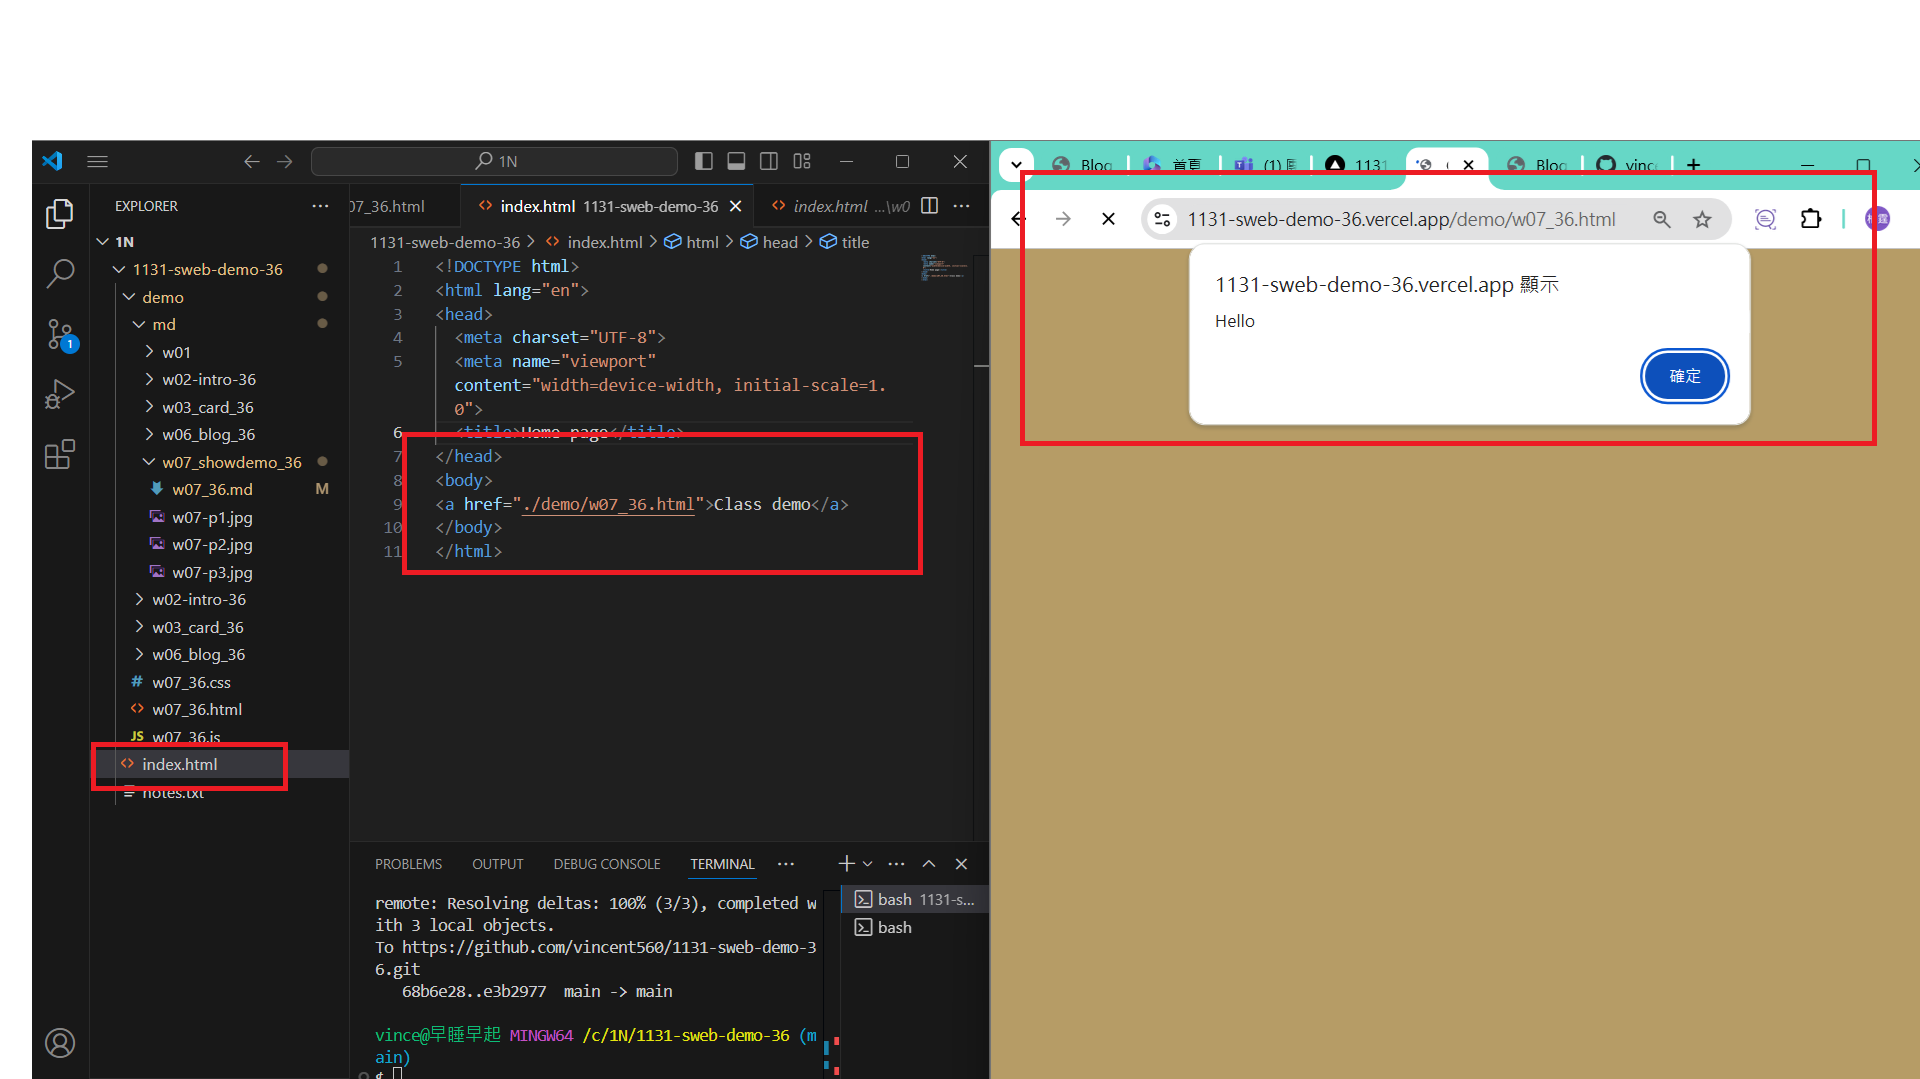 1N
EXPLORER
1N
1131-sweb-demo-36
demo
md
w01
w02-intro-36
w03_card_36
w06_blog_36
w07_showdemo_36
w07_36.md M
w07-p1.jpg
w07-p2.jpg
w07-p3.jpg
w02-intro-36
w03_card_36
w06_blog_36
# w07_36.css
<> w07_36.html
JS w07_36.js
<> index.html
notes.txt
1
07_36.html
<> index.html 1131-sweb-demo-36
<> index.html ...\w0
1131-sweb-demo-36 > <> index.html > html > head > title
1 <!DOCTYPE html>
2 <html lang="en">
3 <head>
4 <meta charset="UTF-8">
5 <meta name="viewport"
content="width=device-width, initial-scale=1.
0">
6 <title>Home page</title>
7 </head>
8 <body>
9 <a href="./demo/w07_36.html">Class demo</a>
10 </body>
11 </html>
PROBLEMS OUTPUT DEBUG CONSOLE TERMINAL
remote: Resolving deltas: 100% (3/3), completed w
ith 3 local objects.
To https://github.com/vincent560/1131-sweb-demo-3
6.git
68b6e28..e3b2977 main -> main
vince@早睡早起 MINGW64 /c/1N/1131-sweb-demo-36 (m
ain)
$
bash 1131-s...
bash
Blog 首頁 (1) 1131 Blog vinc
1131-sweb-demo-36.vercel.app/demo/w07_36.html
1131-sweb-demo-36.vercel.app 顯示
Hello
確定